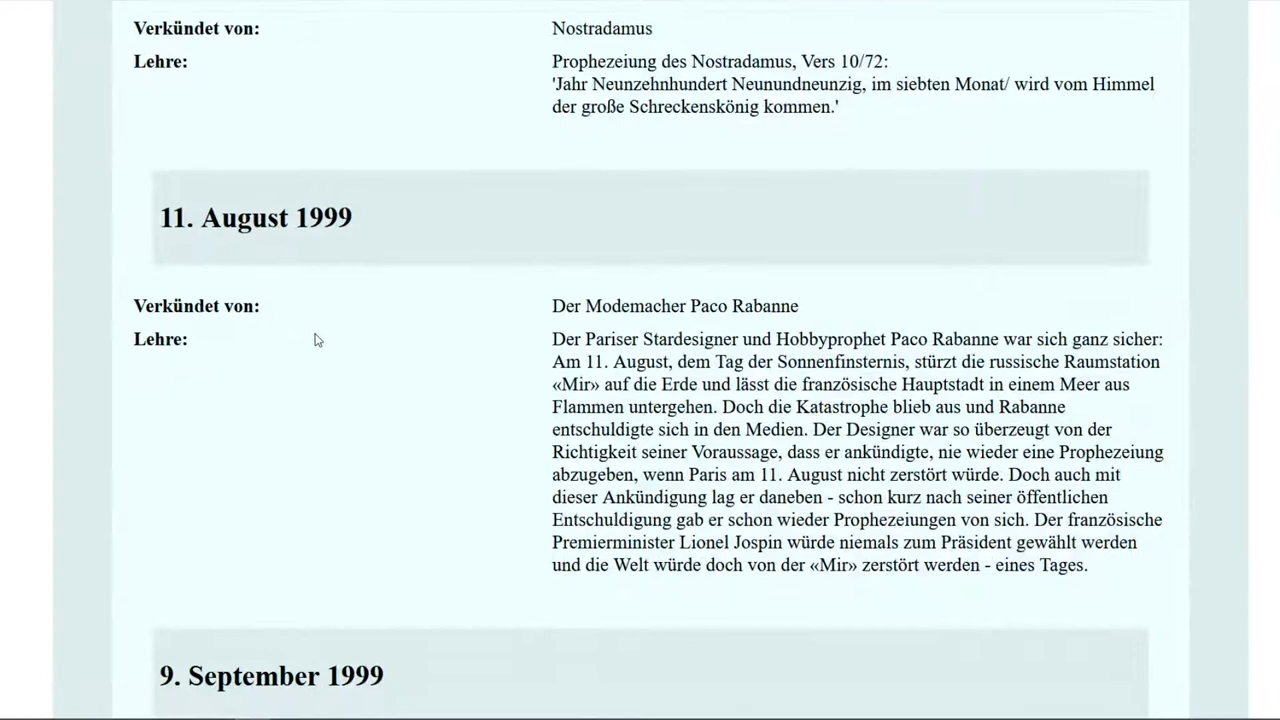 Verkündet von: Nostradamus
Lehre: Prophezeiung des Nostradamus, Vers 10/72:
'Jahr Neunzehnhundert Neunundneunzig, im siebten Monat/ wird vom Himmel
der große Schreckenskönig kommen.'
11. August 1999
Verkündet von: Der Modemacher Paco Rabanne
Lehre: Der Pariser Stardesigner und Hobbyprophet Paco Rabanne war sich ganz sicher:
Am 11. August, dem Tag der Sonnenfinsternis, stürzt die russische Raumstation
«Mir» auf die Erde und lässt die französische Hauptstadt in einem Meer aus
Flammen untergehen. Doch die Katastrophe blieb aus und Rabanne
entschuldigte sich in den Medien. Der Designer war so überzeugt von der
Richtigkeit seiner Voraussage, dass er ankündigte, nie wieder eine Prophezeiung
abzugeben, wenn Paris am 11. August nicht zerstört würde. Doch auch mit
dieser Ankündigung lag er daneben - schon kurz nach seiner öffentlichen
Entschuldigung gab er schon wieder Prophezeiungen von sich. Der französische
Premierminister Lionel Jospin würde niemals zum Präsident gewählt werden
und die Welt würde doch von der «Mir» zerstört werden - eines Tages.
9. September 1999